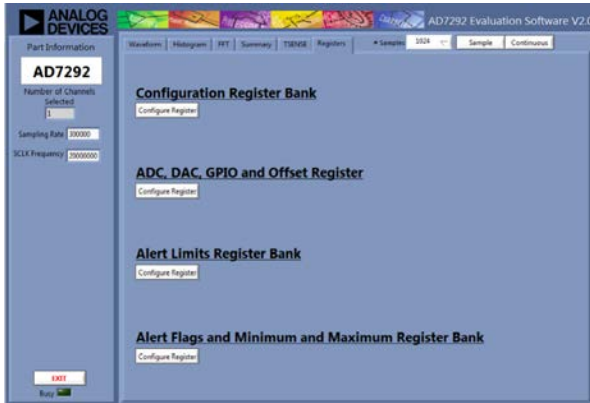 ANALOG
DEVICES
AD7292 Evaluation Software V2.0
Part Information
Waveform
Histogram
FFT
Summary
TSENSE
Registers
# Samples
1024
Sample
Continuous
AD7292
Number of Channels
Selected
1
Sampling Rate 300000
SCLK Frequency 20000000
Configuration Register Bank
Configure Register
ADC, DAC, GPIO and Offset Register
Configure Register
Alert Limits Register Bank
Configure Register
Alert Flags and Minimum and Maximum Register Bank
Configure Register
EXIT
Busy